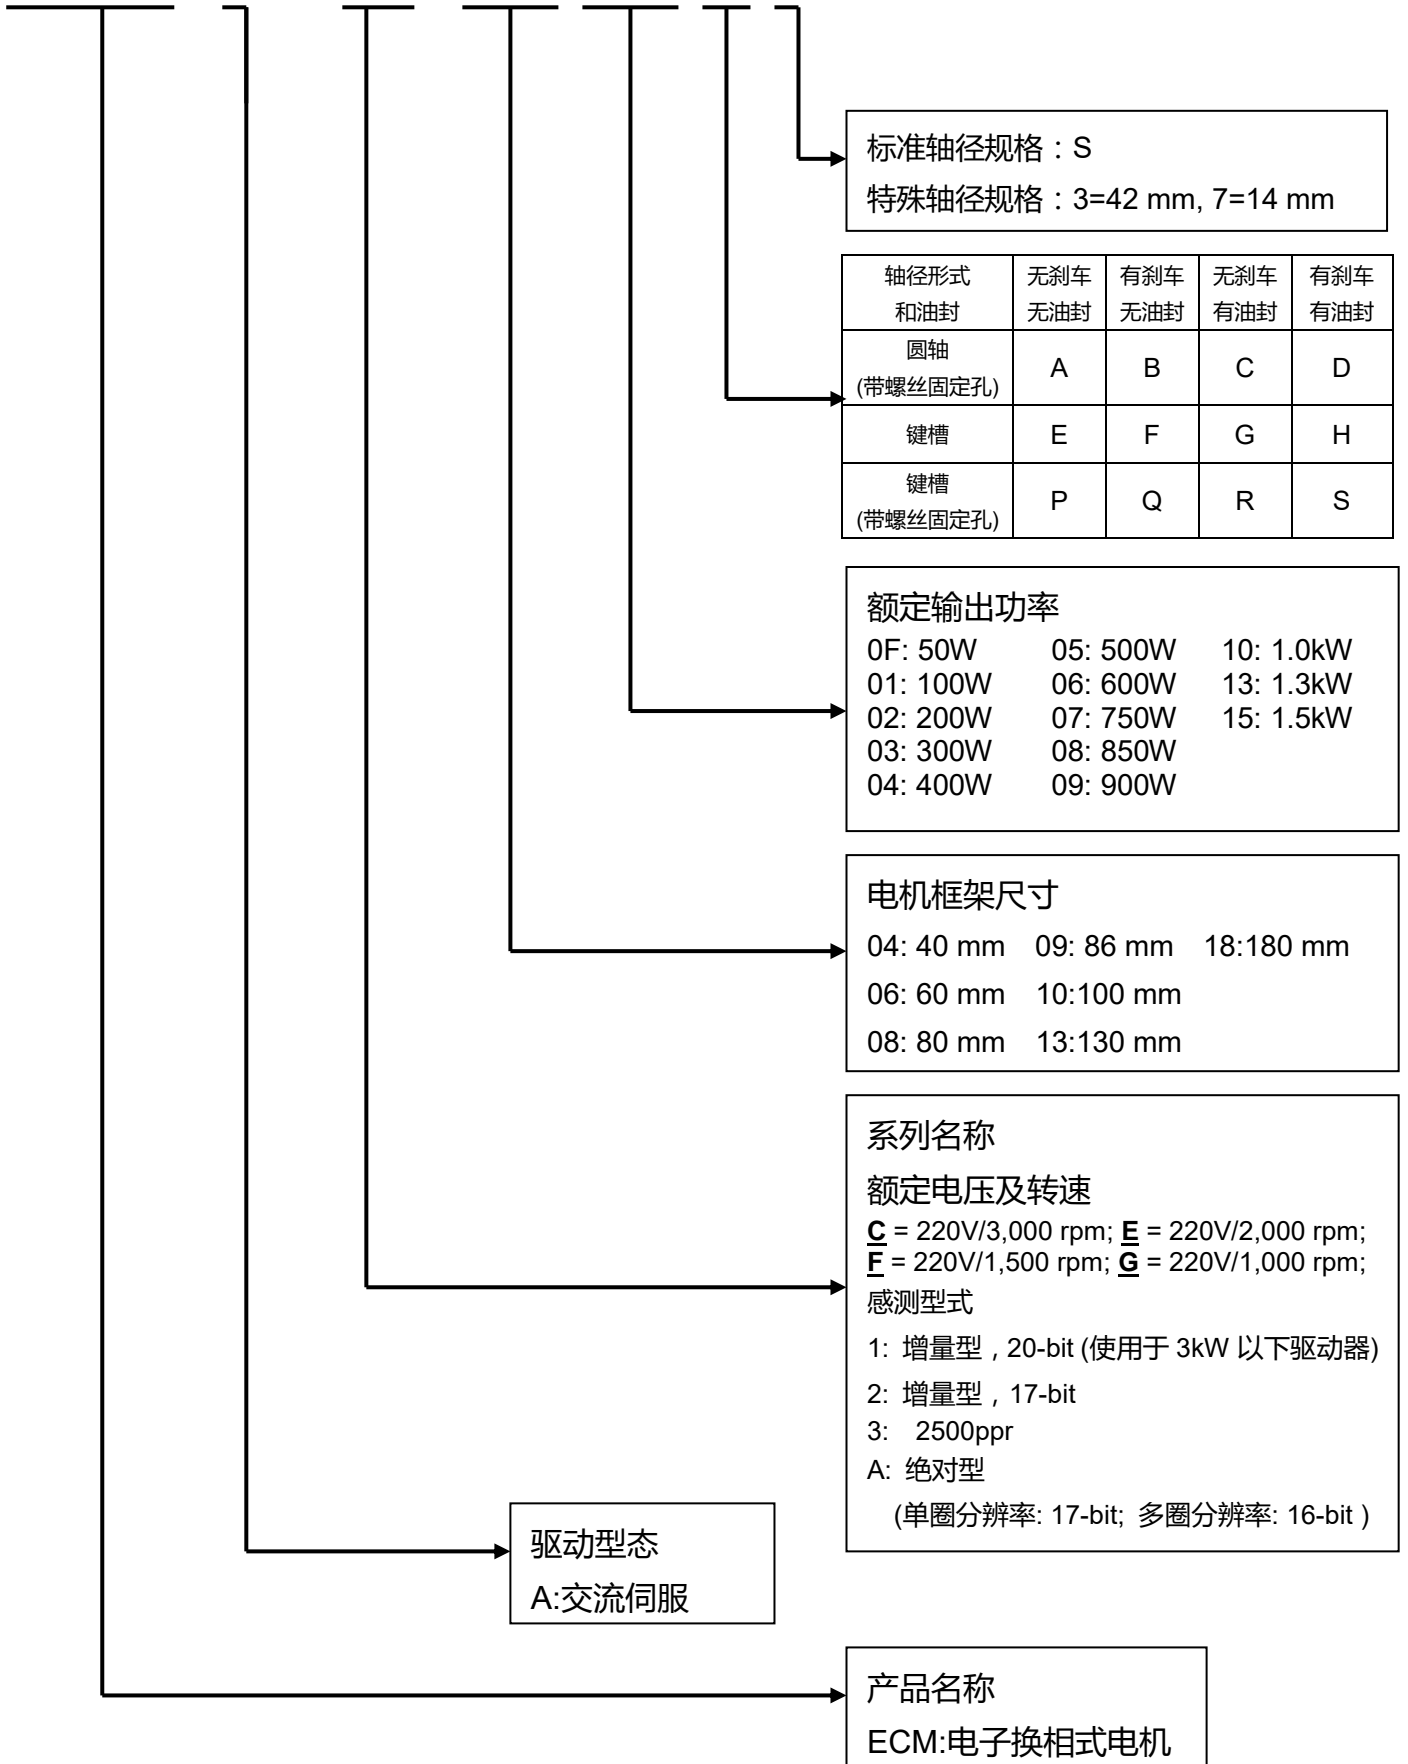 标准轴径规格：S
特殊轴径规格：3=42 mm, 7=14 mm
轴径形式 无刹车 有刹车 无刹车 有刹车
和油封 无油封 无油封 有油封 有油封
圆轴
(带螺丝固定孔) A B C D
键槽 E F G H
键槽
(带螺丝固定孔) P Q R S
额定输出功率
0F: 50W 05: 500W 10: 1.0kW
01: 100W 06: 600W 13: 1.3kW
02: 200W 07: 750W 15: 1.5kW
03: 300W 08: 850W
04: 400W 09: 900W
电机框架尺寸
04: 40 mm 09: 86 mm 18:180 mm
06: 60 mm 10:100 mm
08: 80 mm 13:130 mm
系列名称
额定电压及转速
C = 220V/3,000 rpm; E = 220V/2,000 rpm;
F = 220V/1,500 rpm; G = 220V/1,000 rpm;
感测型式
1: 增量型，20-bit (使用于 3kW 以下驱动器)
2: 增量型，17-bit
3: 2500ppr
A: 绝对型
(单圈分辨率: 17-bit; 多圈分辨率: 16-bit )
驱动型态
A:交流伺服
产品名称
ECM:电子换相式电机